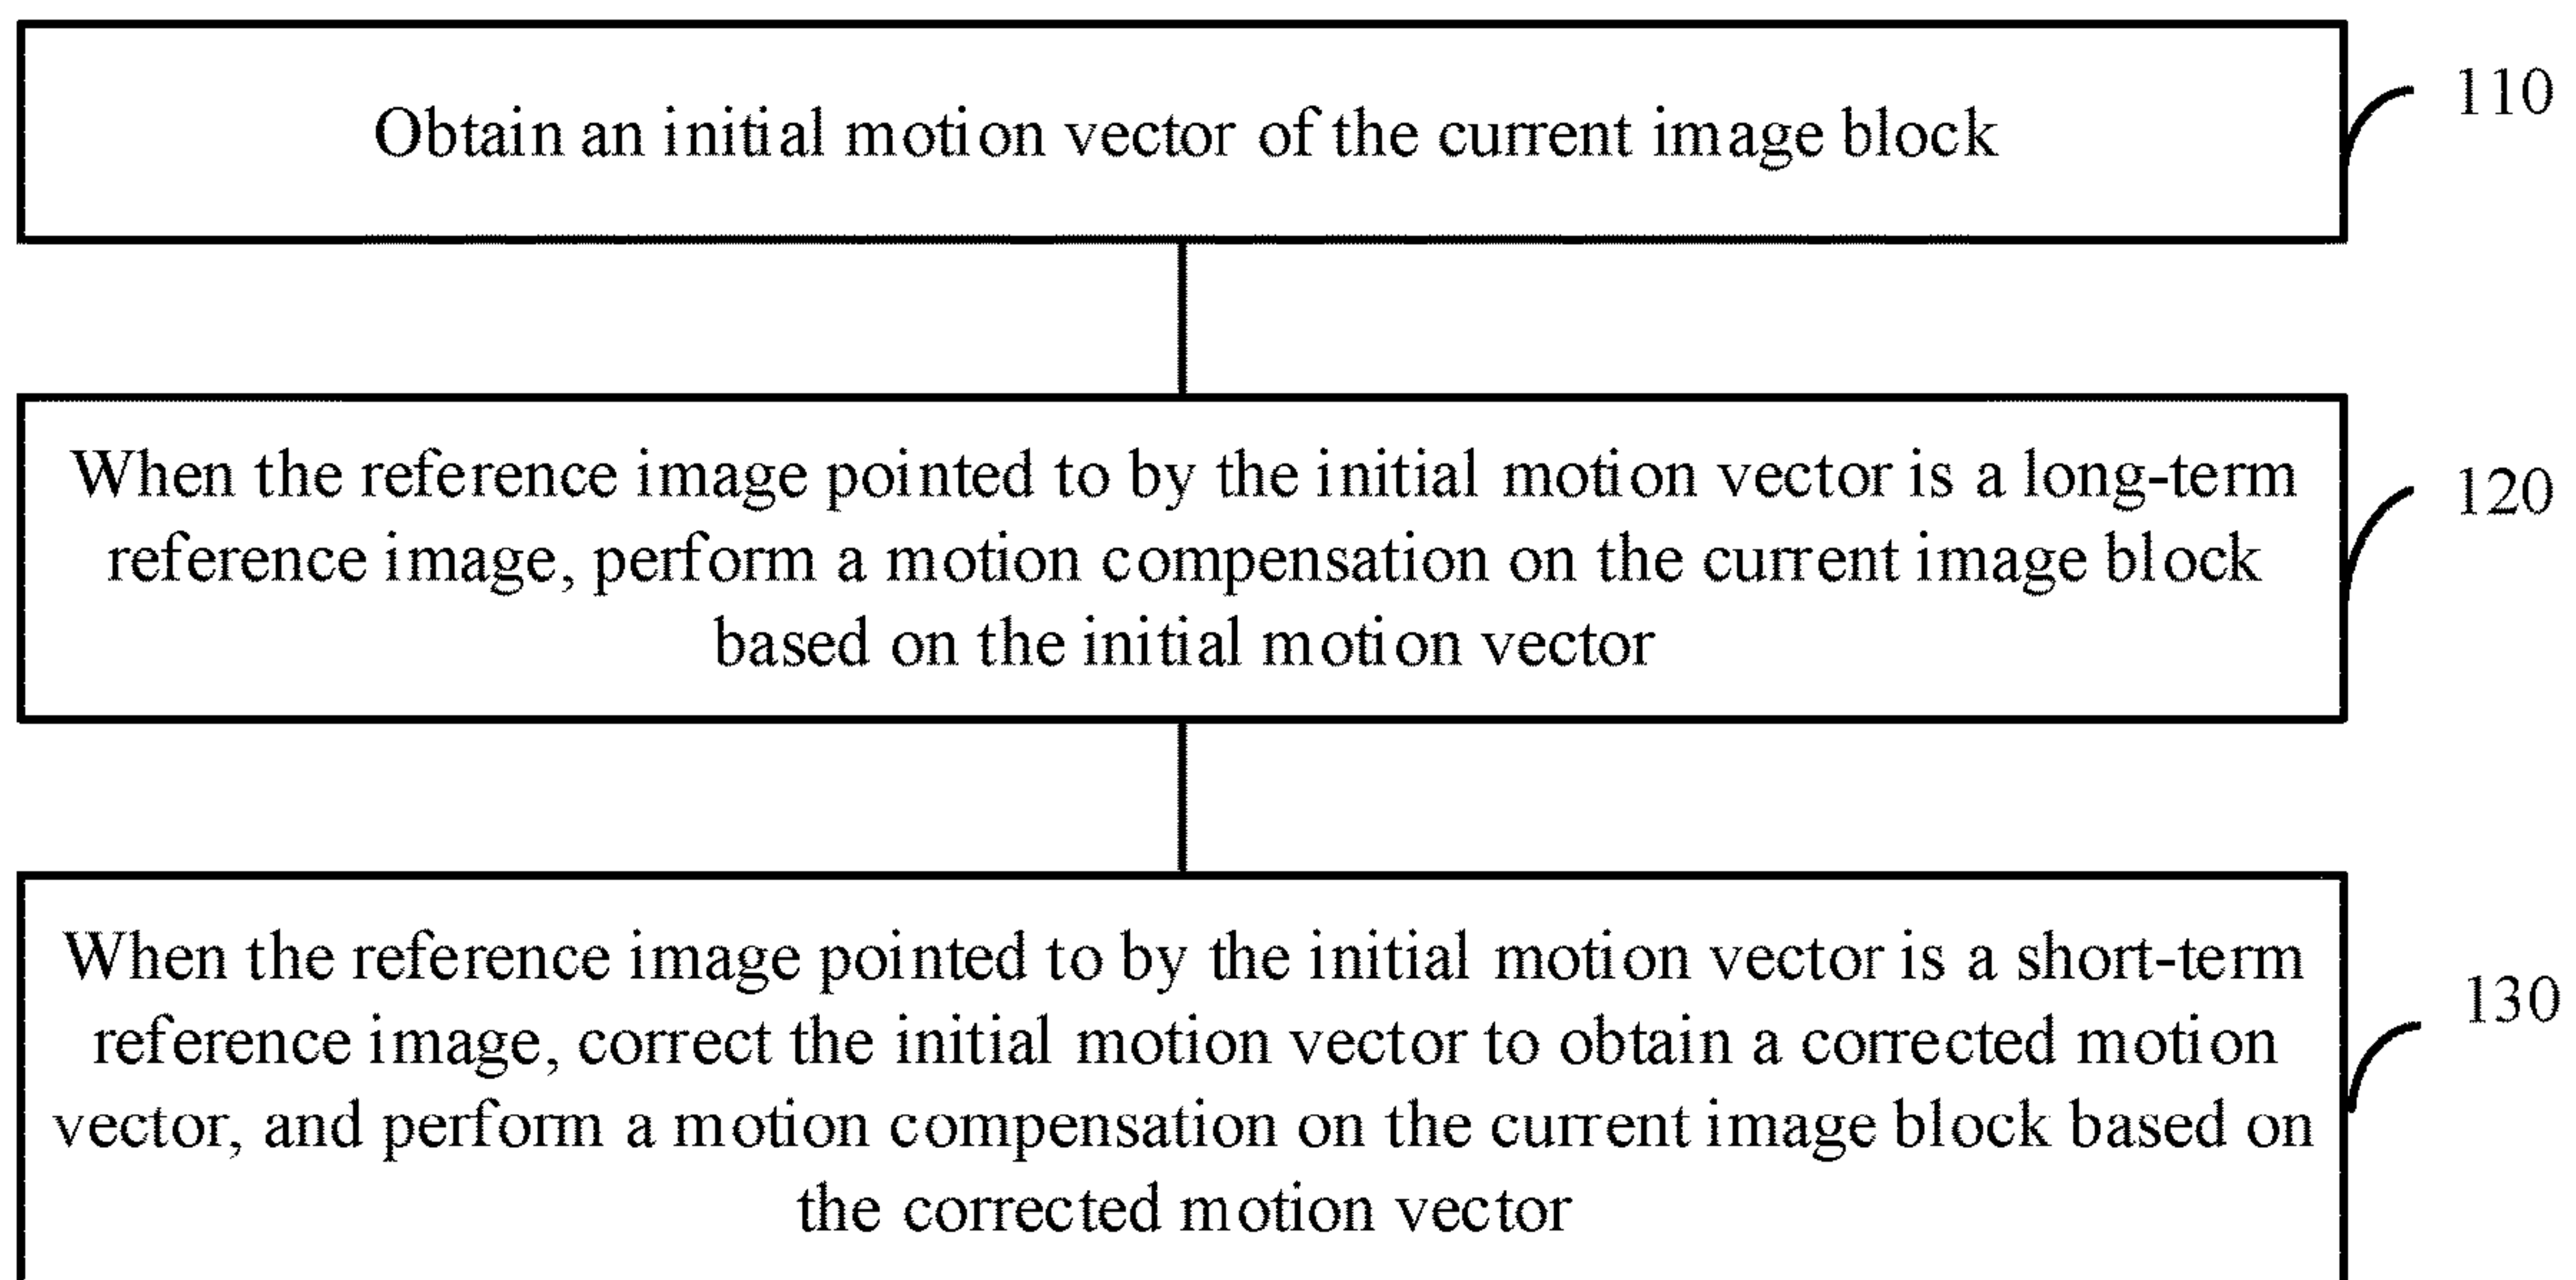 Obtain an initial motion vector of the current image block
110
When the reference image pointed to by the initial motion vector is a long-term
reference image, perform a motion compensation on the current image block
based on the initial motion vector
120
When the reference image pointed to by the initial motion vector is a short-term
reference image, correct the initial motion vector to obtain a corrected motion
vector, and perform a motion compensation on the current image block based on
the corrected motion vector
130